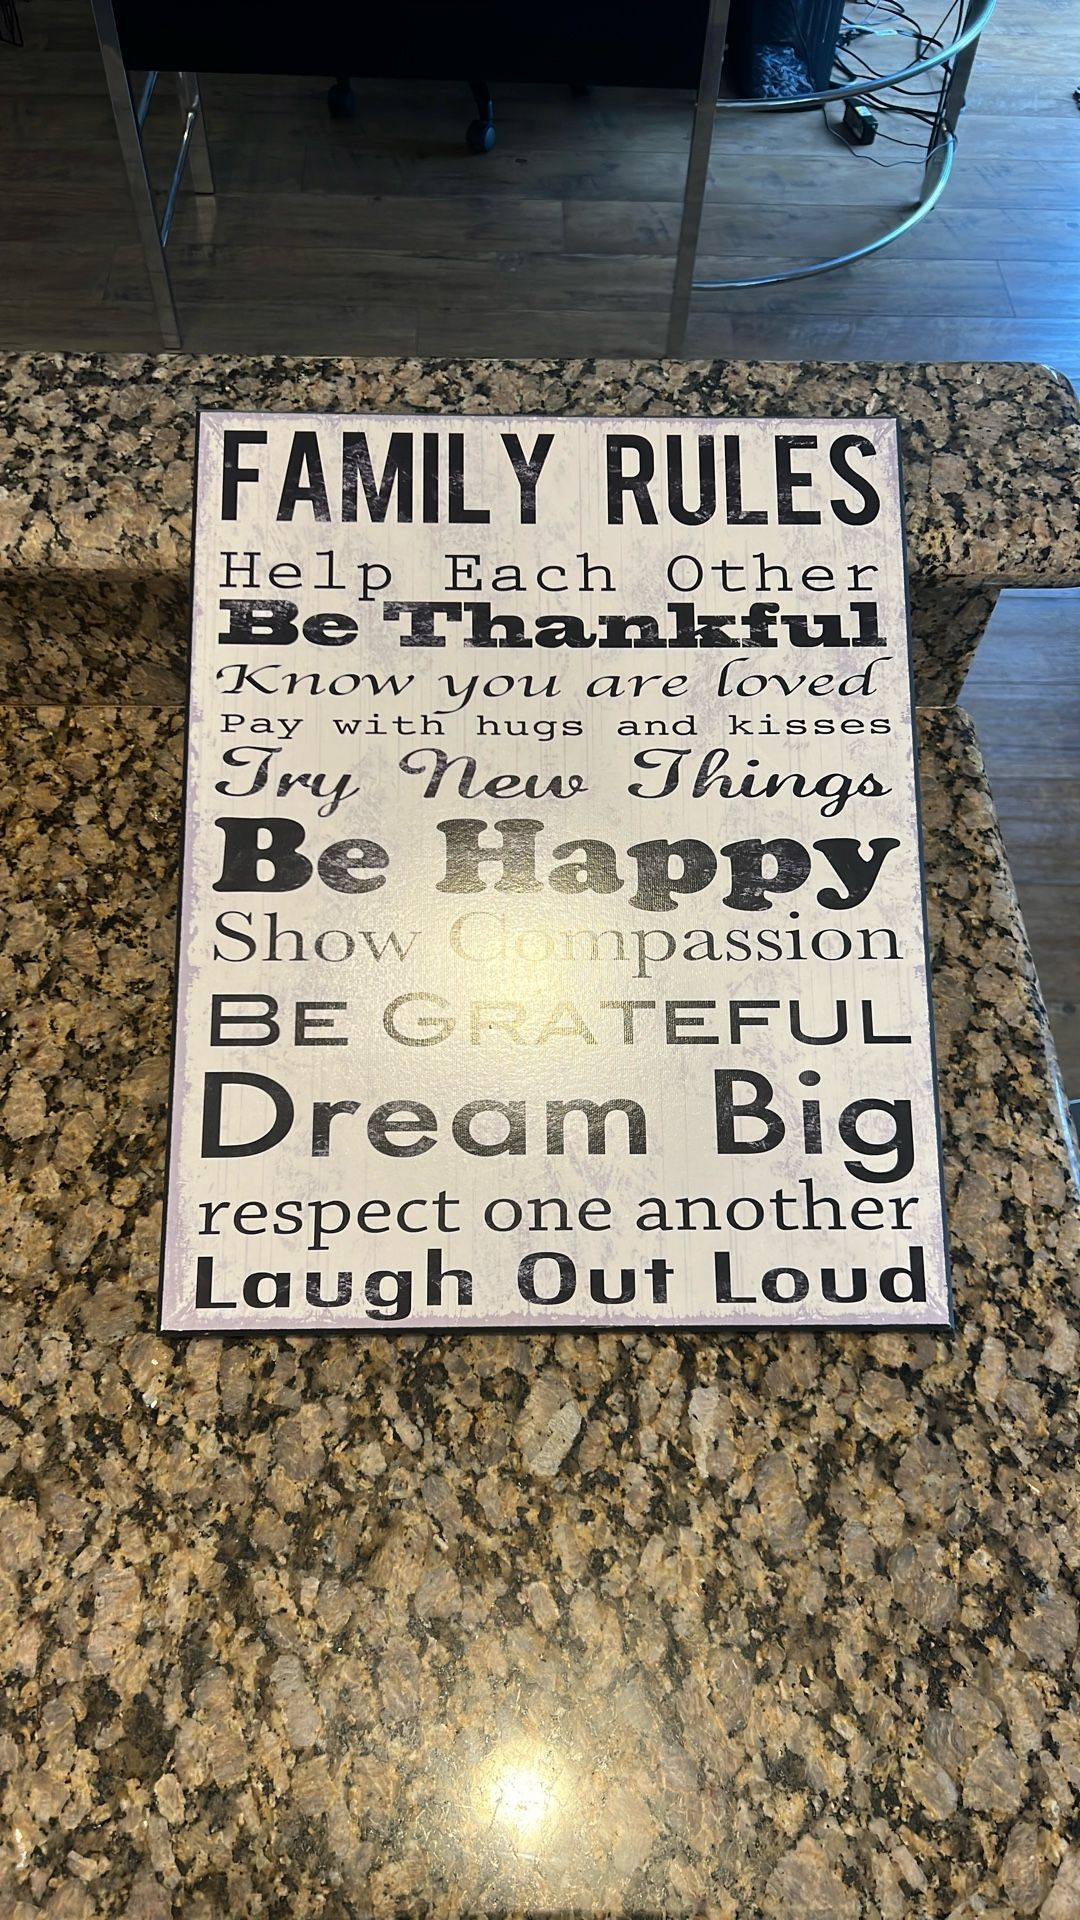 FAMILY RULES
Help Each Other
Be Thankful
Know you are loved
Pay with hugs and kisses
Try New Things
Be Happy
Show Compassion
BE GRATEFUL
Dream Big
respect one another
Laugh Out Loud